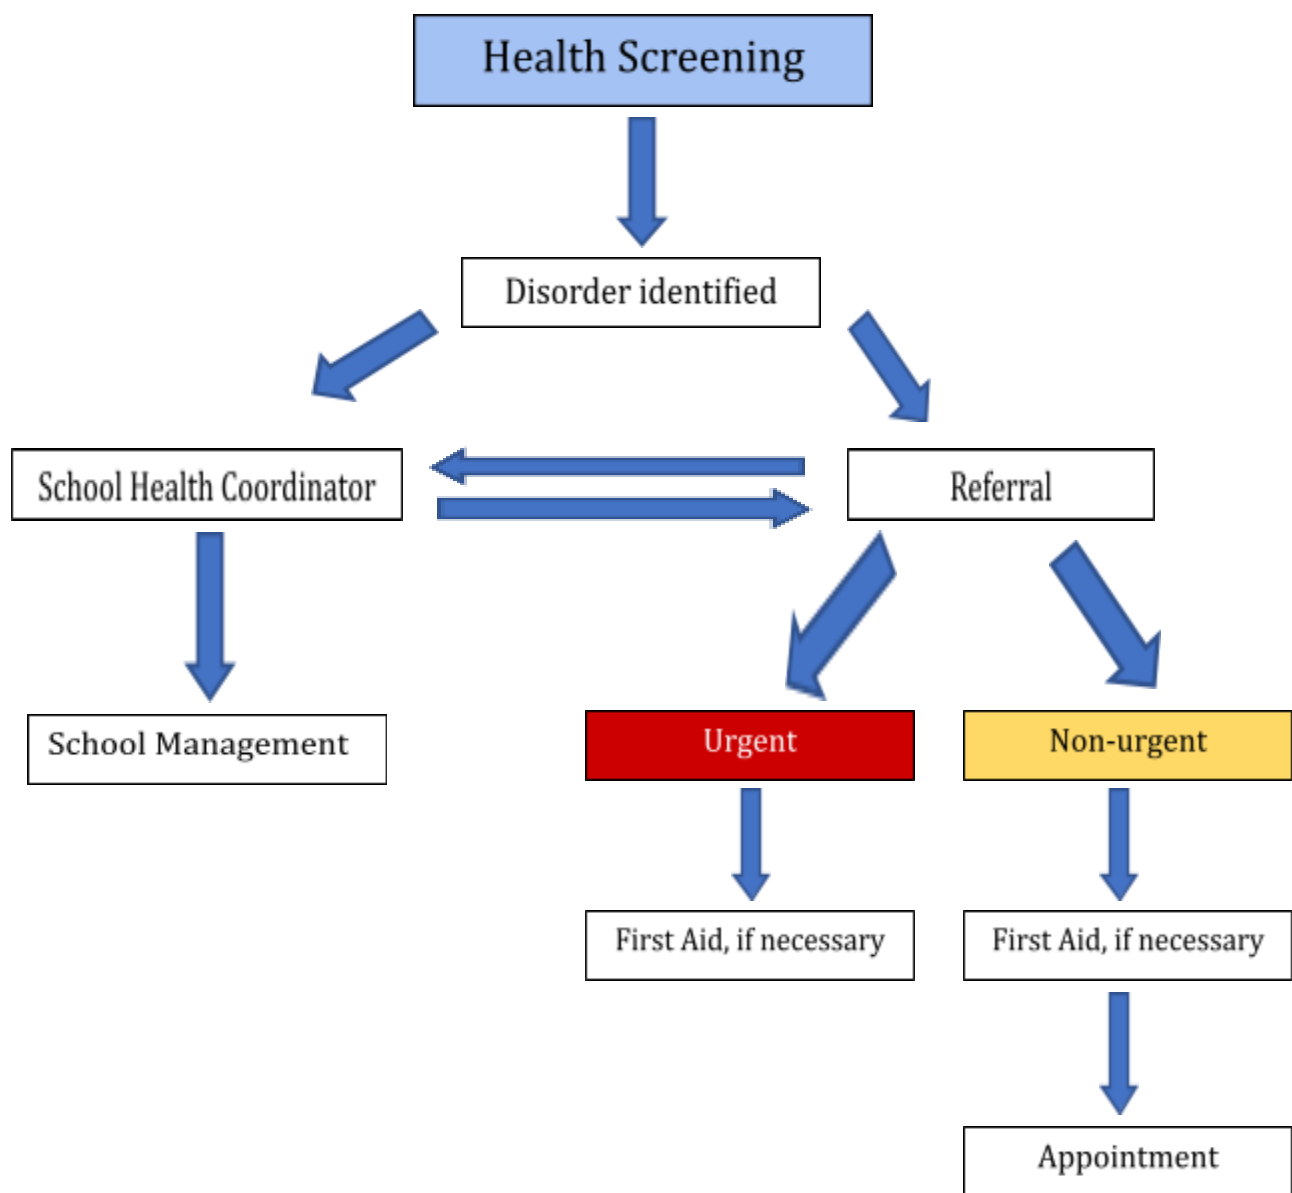 Health Screening
Disorder identified
School Health Coordinator
Referral
School Management
Urgent
Non-urgent
First Aid, if necessary
First Aid, if necessary
Appointment